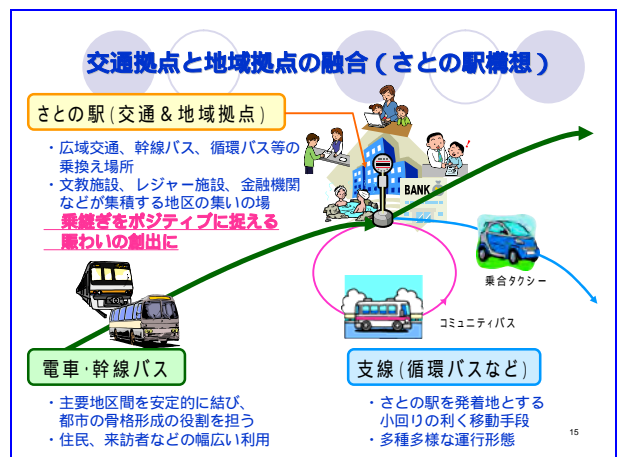 交通拠点と地域拠点の融合(さとの駅構想)
さとの駅(交通&地域拠点)
・広域交通、幹線バス、循環バス等の
乗換え場所
・文教施設、レジャー施設、金融機関
などが集積する地区の集いの場
乗継ぎをポジティブに捉える
賑わいの創出に
BANK
乗合タクシー
コミュニティバス
電車・幹線バス
・主要地区間を安定的に結び、
都市の骨格形成の役割を担う
・住民、来訪者などの幅広い利用
支線(循環バスなど)
・さとの駅を発着地とする
小回りの利く移動手段
・多種多様な運行形態
15